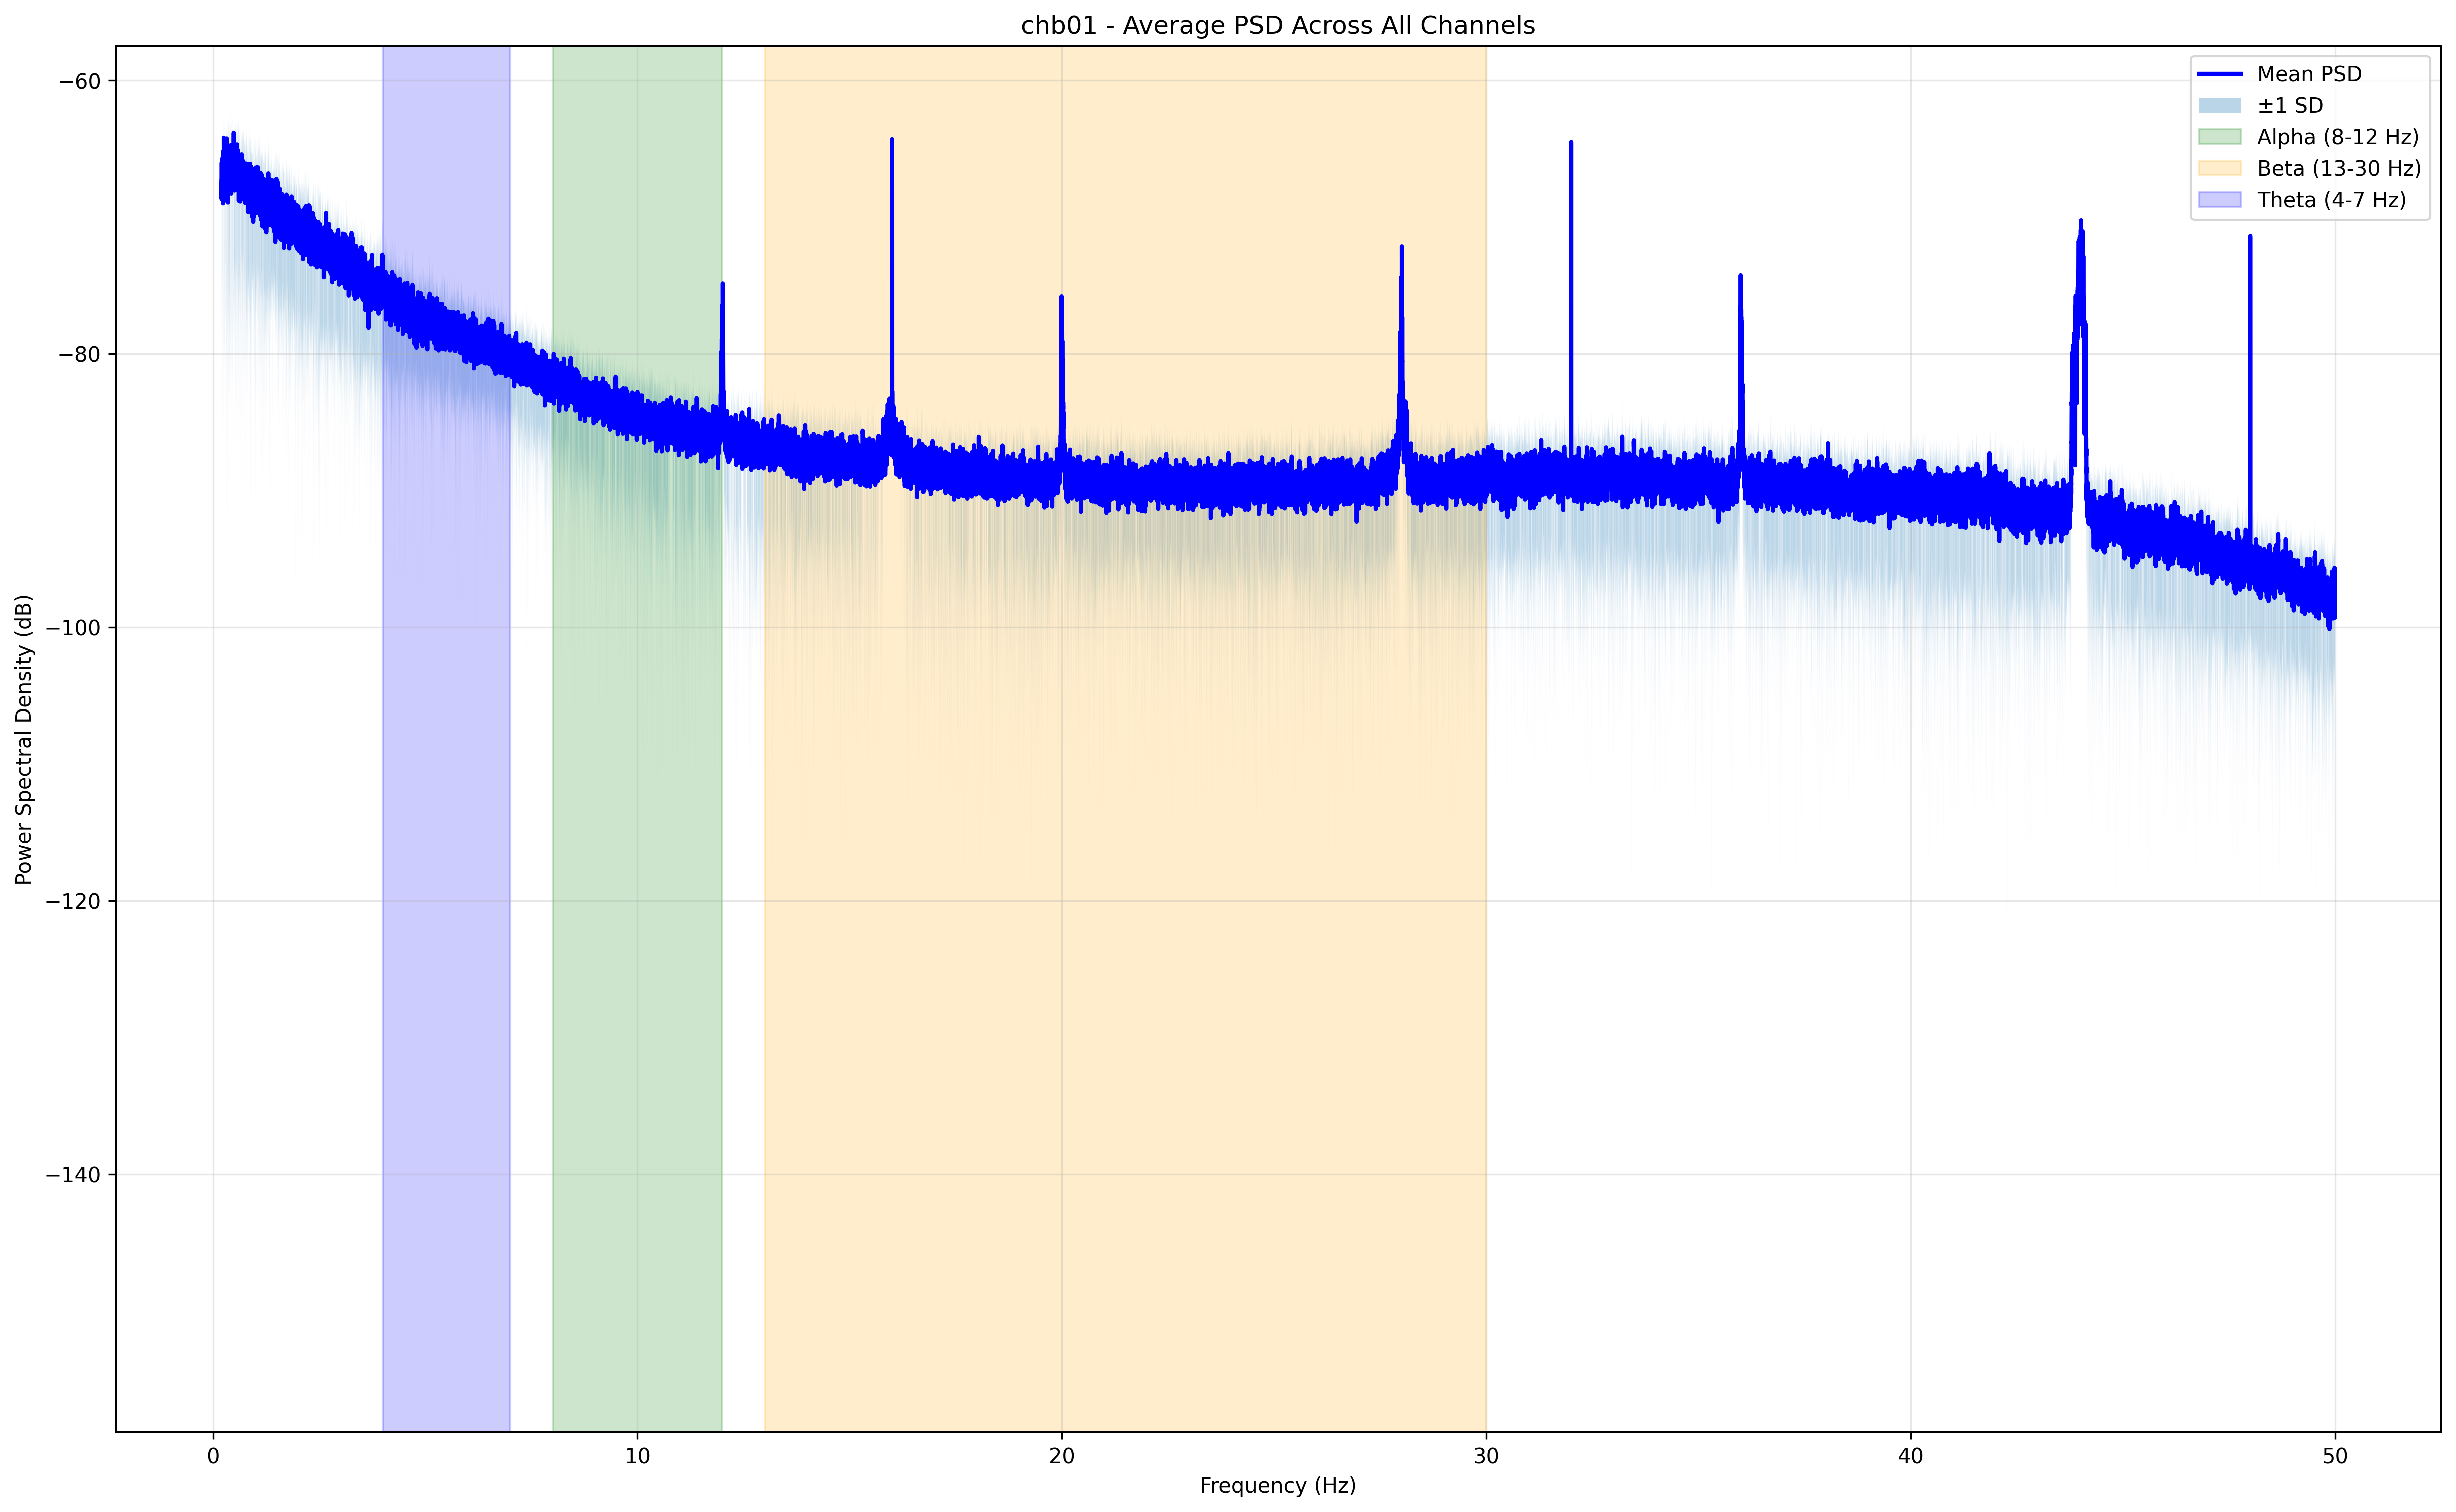 chb01 - Average PSD Across All Channels
Mean PSD
±1 SD
Alpha (8-12 Hz)
Beta (13-30 Hz)
Theta (4-7 Hz)
Power Spectral Density (dB)
−60
−80
−100
−120
−140
0 10 20 30 40 50
Frequency (Hz)